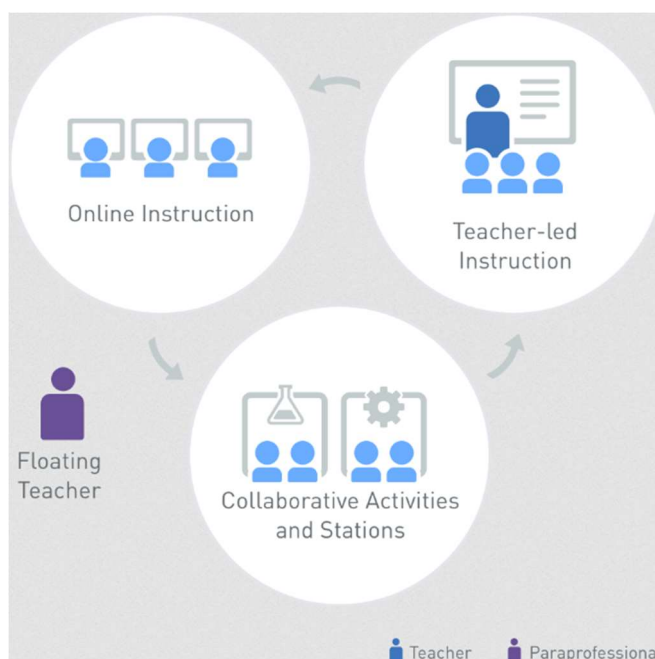 Online Instruction
Teacher-led
Instruction
Floating
Teacher
Collaborative Activities
and Stations
Teacher
Paraprofessiona